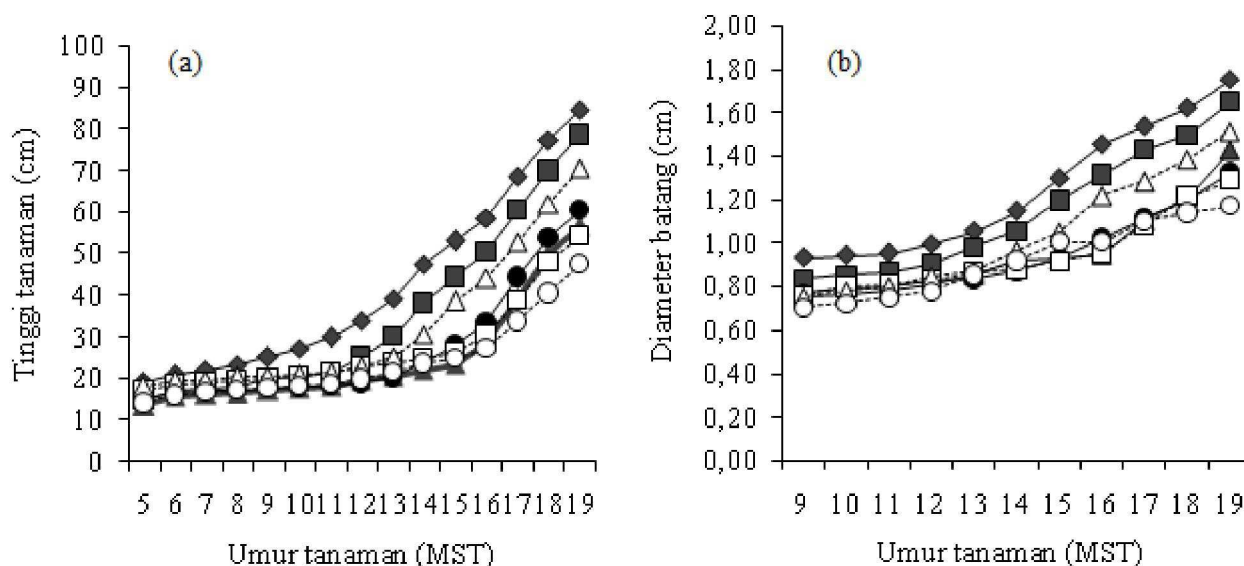 (a)
Tinggi tanaman (cm)
100
90
80
70
60
50
40
30
20
10
0
5 6 7 8 9 10 11 12 13 14 15 16 17 18 19
Umur tanaman (MST)
(b)
Diameter batang (cm)
2,00
1,80
1,60
1,40
1,20
1,00
0,80
0,60
0,40
0,20
0,00
9 10 11 12 13 14 15 16 17 18 19
Umur tanaman (MST)